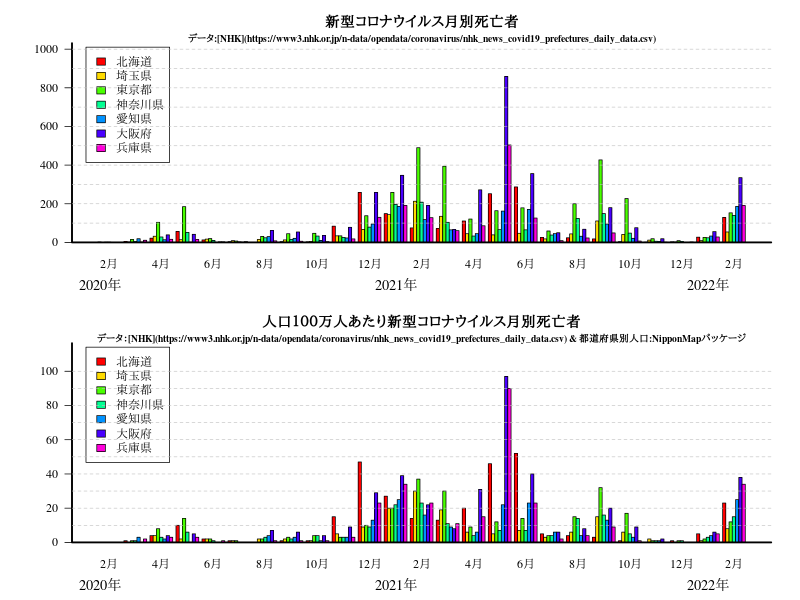 新型コロナウイルス月別死亡者
データ:[NHK](https://www3.nhk.or.jp/n-data/opendata/coronavirus/nhk_news_covid19_prefectures_daily_data.csv)
1000
800
600
400
200
0
北海道
埼玉県
東京都
神奈川県
愛知県
大阪府
兵庫県
2月 4月 6月 8月 10月 12月 2月 4月 6月 8月 10月 12月 2月
2020年 2021年 2022年
人口100万人あたり新型コロナウイルス月別死亡者
データ:[NHK](https://www3.nhk.or.jp/n-data/opendata/coronavirus/nhk_news_covid19_prefectures_daily_data.csv) & 都道府県別人口:NipponMapパッケージ
100
80
60
40
20
0
北海道
埼玉県
東京都
神奈川県
愛知県
大阪府
兵庫県
2月 4月 6月 8月 10月 12月 2月 4月 6月 8月 10月 12月 2月
2020年 2021年 2022年